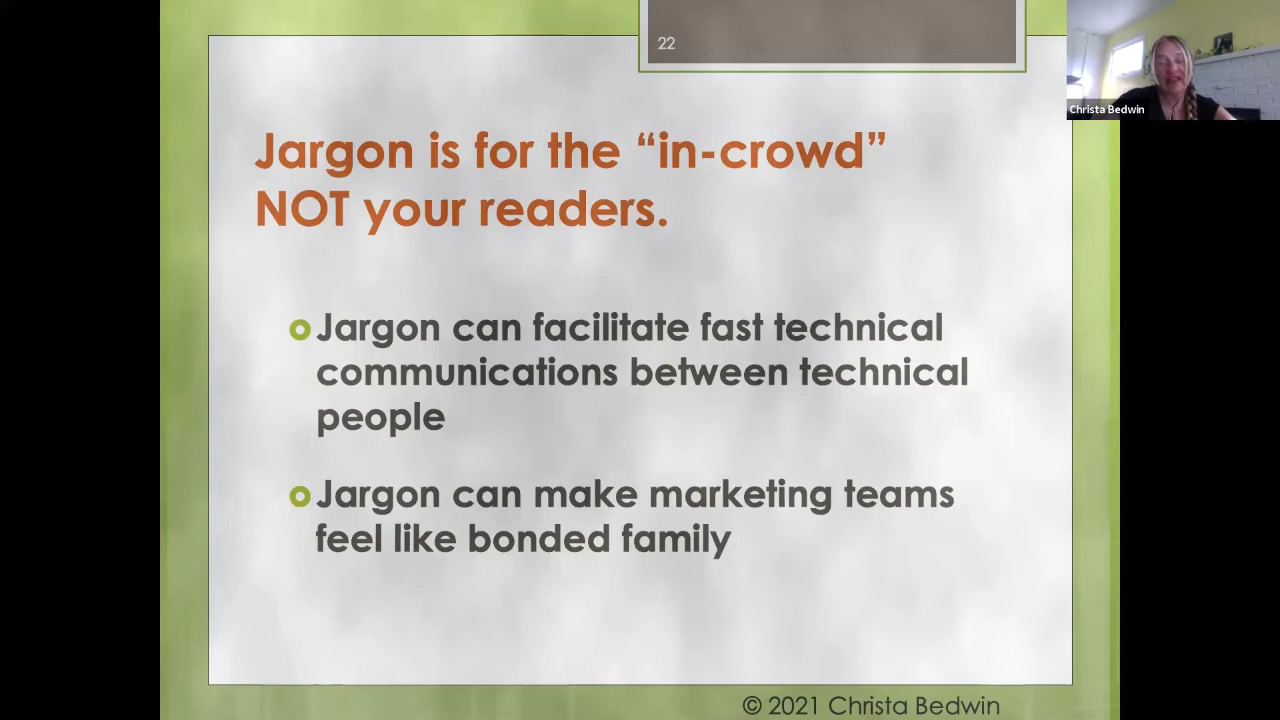 22
Christa Bedwin
Jargon is for the “in-crowd”
NOT your readers.
Jargon can facilitate fast technical
communications between technical
people
Jargon can make marketing teams
feel like bonded family
© 2021 Christa Bedwin